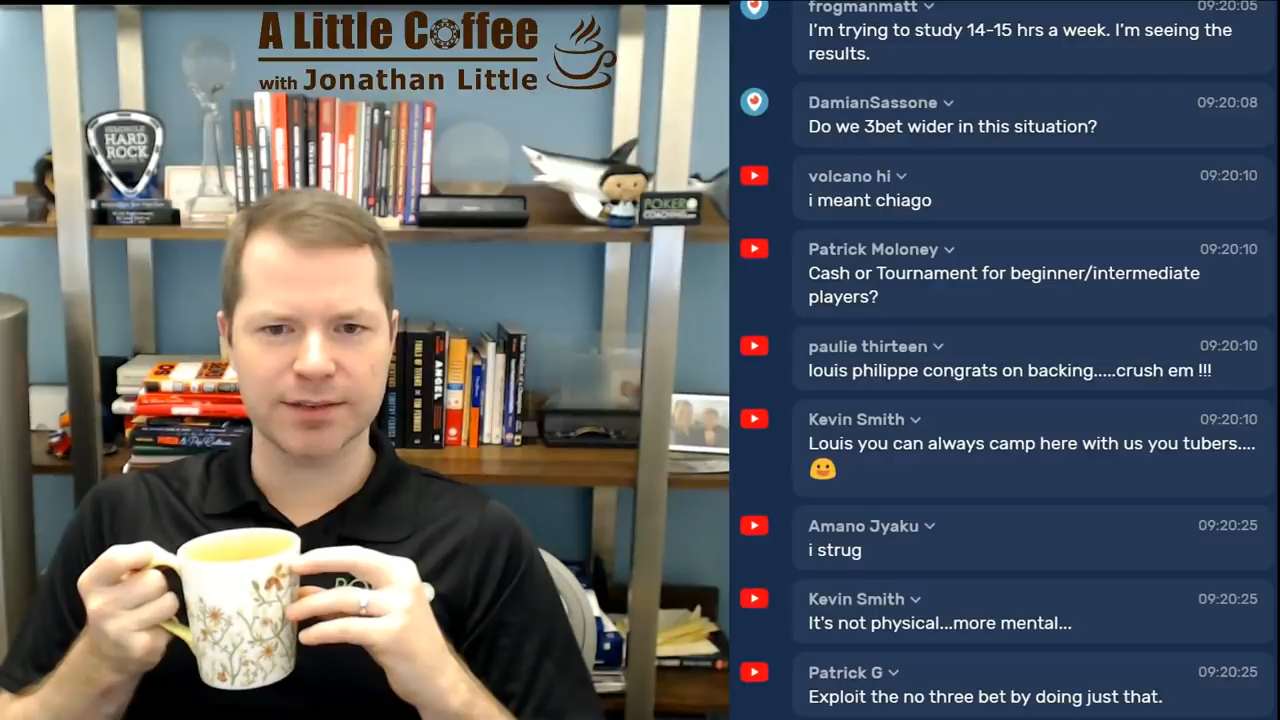 A Little Coffee
with Jonathan Little
SEMINOLE
HARD
ROCK
POKER
COACHING.COM
ANGEL
frogmanmatt
09:20:05
I'm trying to study 14-15 hrs a week. I'm seeing the
results.
DamianSassone
09:20:08
Do we 3bet wider in this situation?
volcano hi
09:20:10
i meant chiago
Patrick Moloney
09:20:10
Cash or Tournament for beginner/intermediate
players?
paulie thirteen
09:20:10
louis philippe congrats on backing.....crush em !!!
Kevin Smith
09:20:10
Louis you can always camp here with us you tubers....
Amano Jyaku
09:20:25
i strug
Kevin Smith
09:20:25
It's not physical...more mental...
Patrick G
09:20:25
Exploit the no three bet by doing just that.